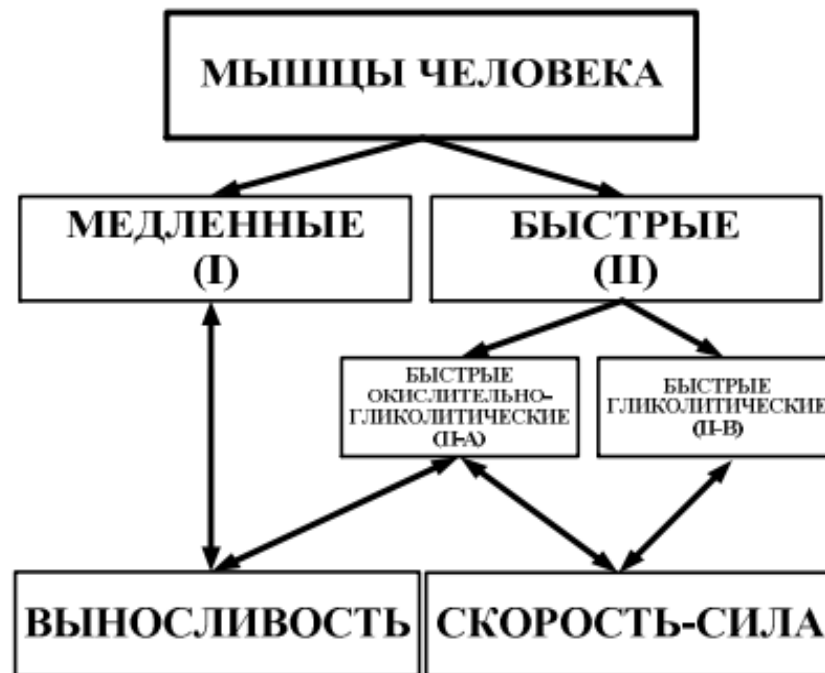 МЫШЦЫ ЧЕЛОВЕКА
МЕДЛЕННЫЕ
(I)
БЫСТРЫЕ
(II)
БЫСТРЫЕ
ОКИСЛИТЕЛЬНО-
ГЛИКОЛИТИЧЕСКИЕ
(II-A)
БЫСТРЫЕ
ГЛИКОЛИТИЧЕСКИЕ
(II-B)
ВЫНОСЛИВОСТЬ
СКОРОСТЬ-СИЛА